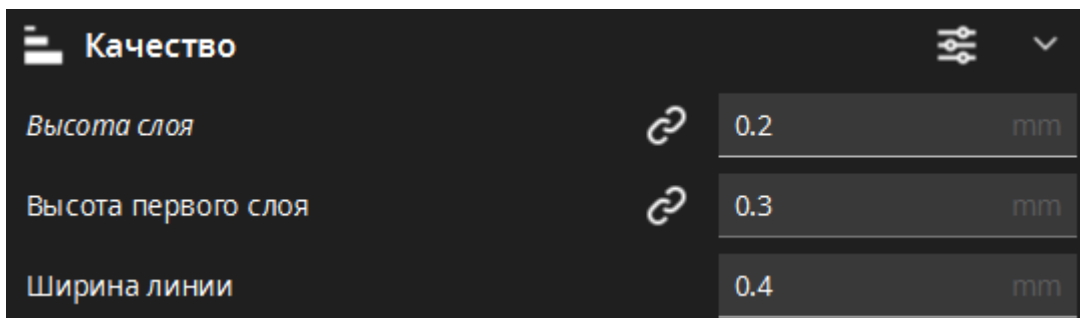 Качество
Высота слоя 0.2 mm
Высота первого слоя 0.3 mm
Ширина линии 0.4 mm